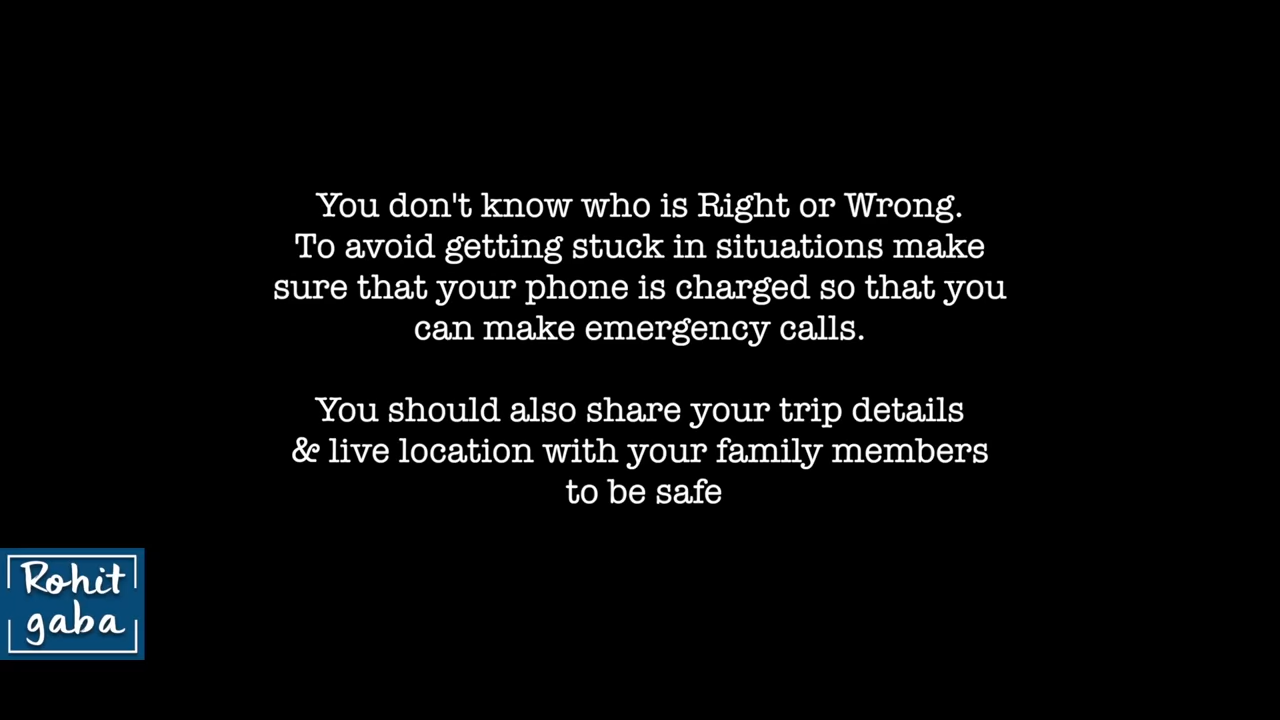 You don't know who is Right or Wrong.
To avoid getting stuck in situations make
sure that your phone is charged so that you
can make emergency calls.
You should also share your trip details
& live location with your family members
to be safe
Rohit
gaba